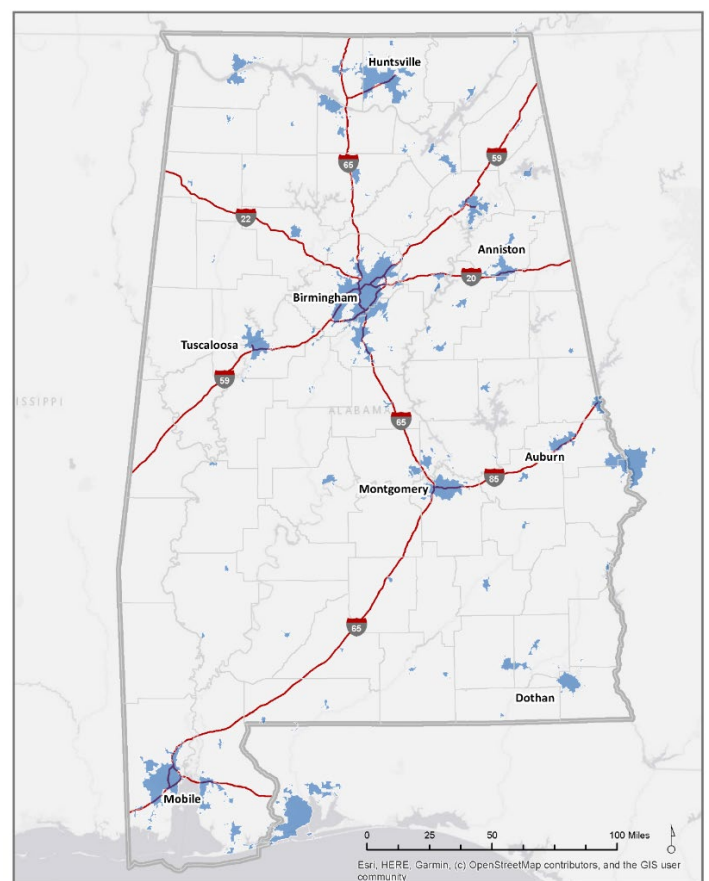 Huntsville
65
59
22
Anniston
20
Birmingham
Tuscaloosa
59
ISSIPPI
ALABAMA
65
Auburn
Montgomery
85
65
Dothan
Mobile
0 25 50 100 Miles
Esri, HERE, Garmin, (c) OpenStreetMap contributors, and the GIS user
community